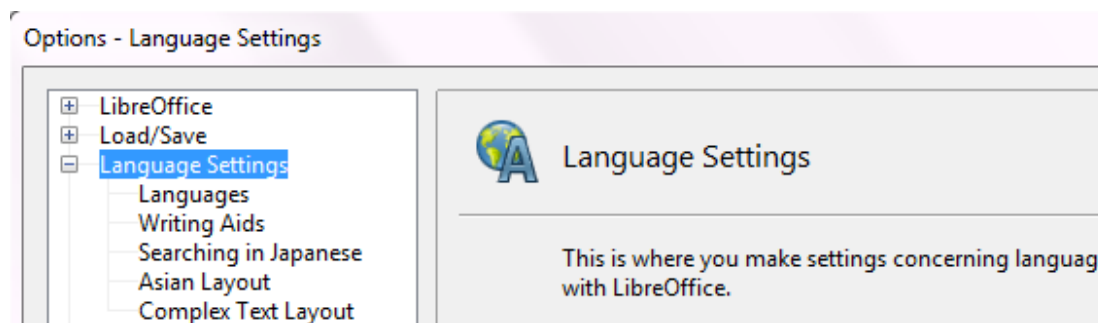 Options - Language Settings
LibreOffice
Load/Save
Language Settings
Languages
Writing Aids
Searching in Japanese
Asian Layout
Complex Text Layout
Language Settings
This is where you make settings concerning languag
with LibreOffice.